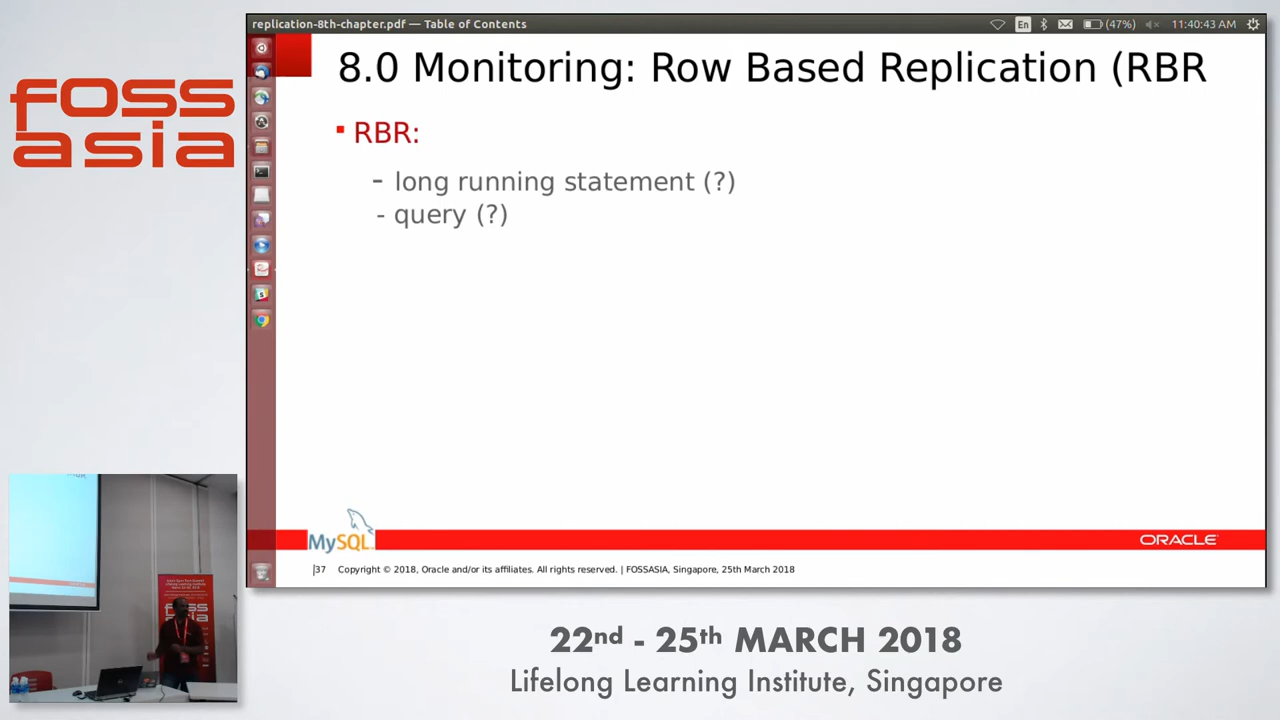 foss
asia
replication-8th-chapter.pdf — Table of Contents
En
(47%)
11:40:43 AM
8.0 Monitoring: Row Based Replication (RBR
RBR:
- long running statement (?)
- query (?)
MySQL
ORACLE
37 Copyright © 2018, Oracle and/or its affiliates. All rights reserved. | FOSSASIA, Singapore, 25th March 2018
foss
asia
22nd - 25th MARCH 2018
Lifelong Learning Institute, Singapore